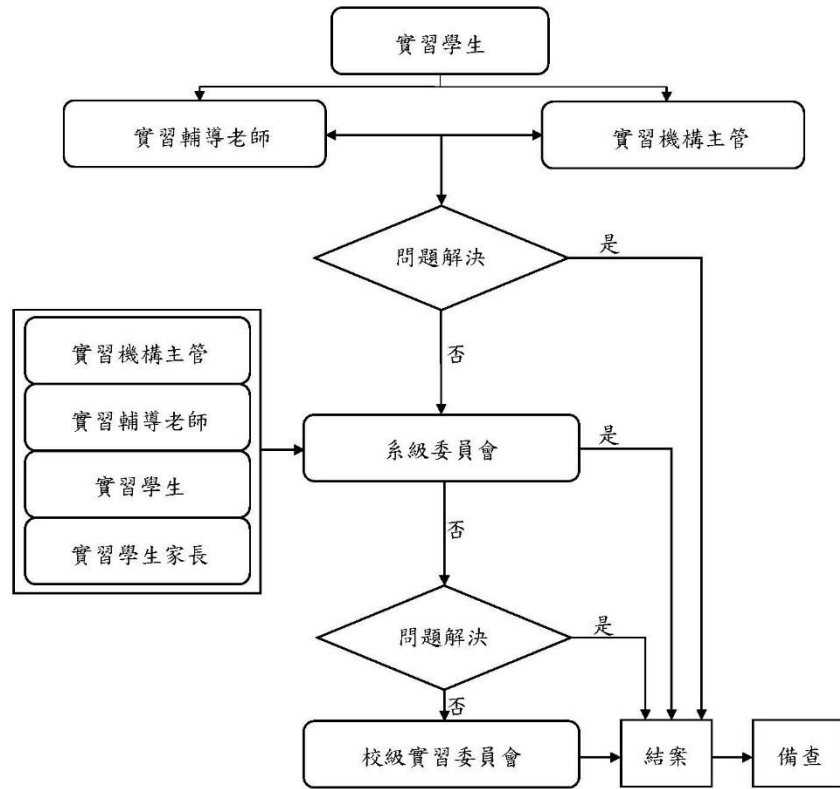 實習學生
實習輔導老師
實習機構主管
問題解決
是
否
實習機構主管
實習輔導老師
實習學生
實習學生家長
系級委員會
是
否
問題解決
是
否
校級實習委員會
結案
備查